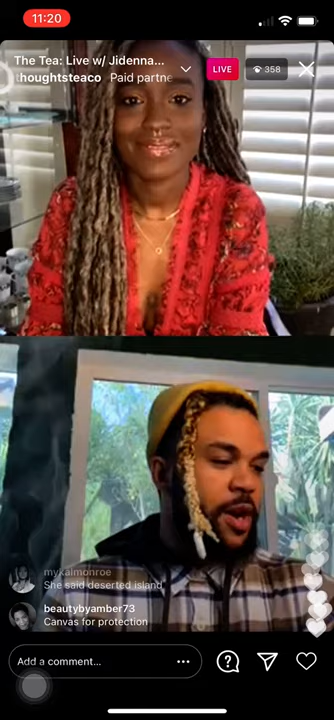 11:20
The Tea: Live w/ Jidenna...
thoughtsteaco Paid partne
LIVE
358
mykalmonroe
She said deserted island
beautybyamber73
Canvas for protection
Add a comment...